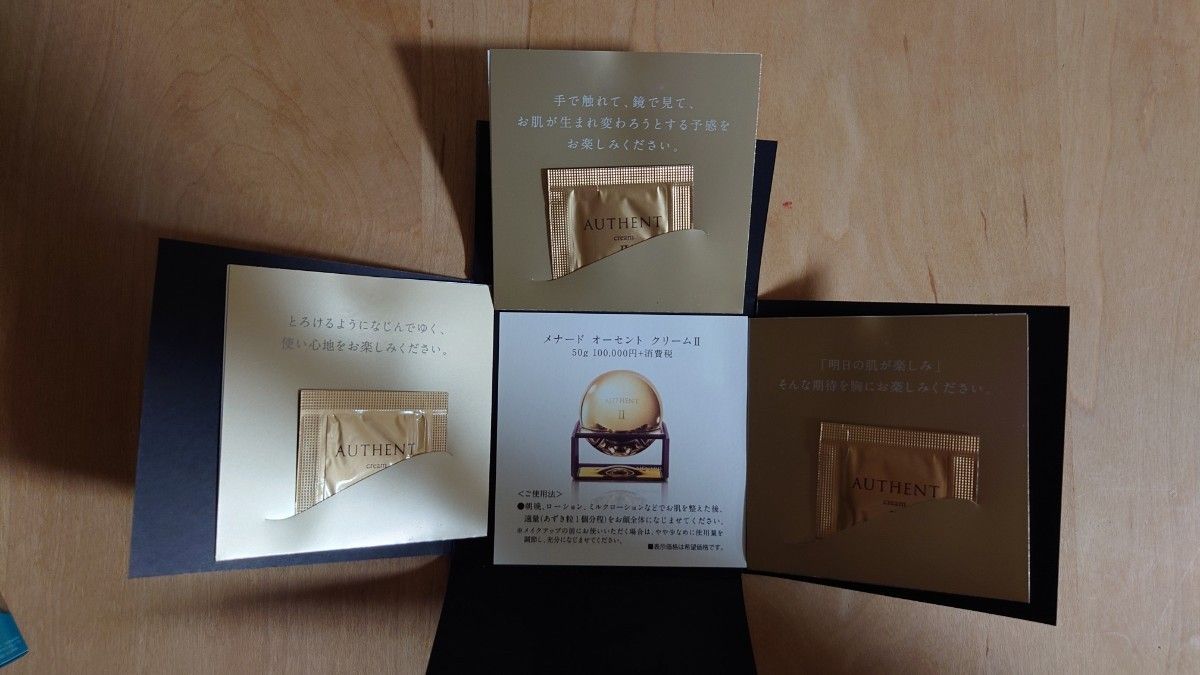 手で触れて、鏡で見て、
お肌が生まれ変わろうとする予感を
お楽しみください。
AUTHENT
cream
II
とろけるようになじんでゆく、
使い心地をお楽しみください。
AUTHENT
cream
メナード オーセント クリームⅡ
50g 100,000円+消費税
AUTHENT
II
<ご使用法>
●朝晩、ローション、ミルクローションなどでお肌を整えた後、
適量(あずき粒1個分程)をお顔全体になじませてください。
※メイクアップの前にお使いいただく場合は、やや少なめに使用量を
調節し、充分になじませてください。
■表示価格は希望価格です。
「明日の肌が楽しみ」
そんな期待を胸にお楽しみください。
AUTHENT
cream